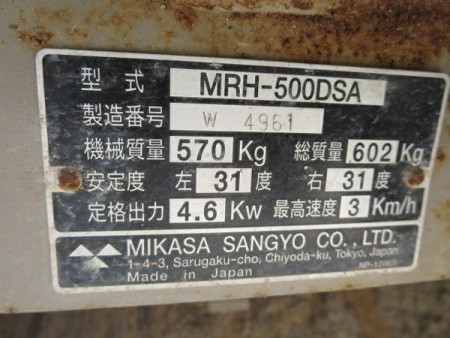 型式 MRH-500DSA
製造番号 W 4961
機械質量 570 Kg 総質量 602 Kg
安定度 左 31 度 右 31 度
定格出力 4.6 Kw 最高速度 3 Km/h
MIKASA SANGYO CO., LTD.
1-4-3, Sarugaku-cho, Chiyoda-ku, Tokyo, Japan
Made in Japan